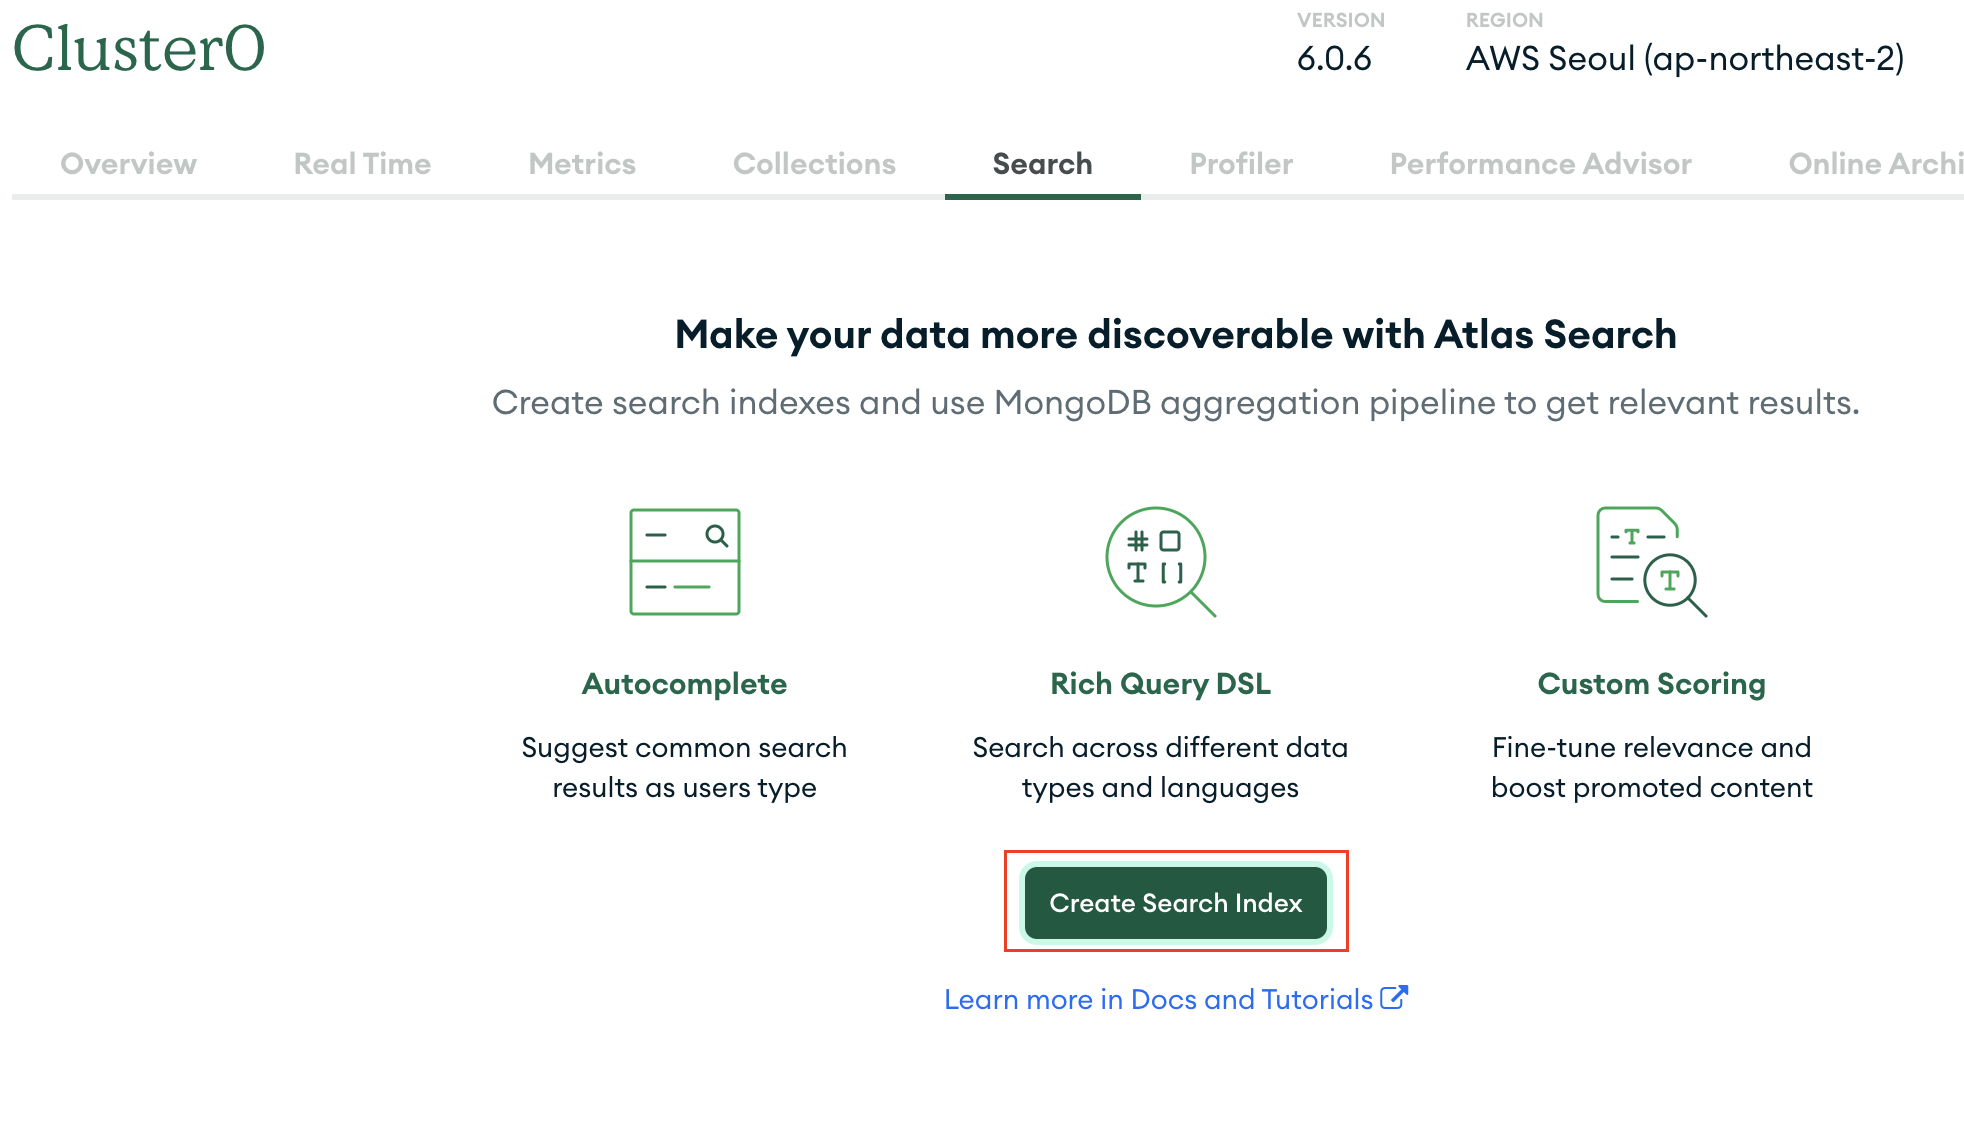 Cluster0
VERSION
6.0.6
REGION
AWS Seoul (ap-northeast-2)
Overview
Real Time
Metrics
Collections
Search
Profiler
Performance Advisor
Online Archi
Make your data more discoverable with Atlas Search
Create search indexes and use MongoDB aggregation pipeline to get relevant results.
Autocomplete
Suggest common search
results as users type
Rich Query DSL
Search across different data
types and languages
Custom Scoring
Fine-tune relevance and
boost promoted content
Create Search Index
Learn more in Docs and Tutorials